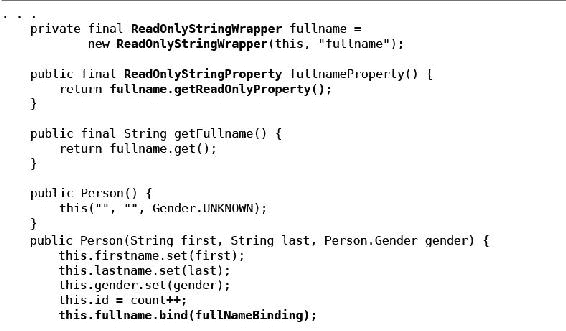 . . .
private final ReadOnlyStringWrapper fullname =
new ReadOnlyStringWrapper(this, "fullname");
public final ReadOnlyStringProperty fullnameProperty() {
return fullname.getReadOnlyProperty();
}
public final String getFullname() {
return fullname.get();
}
public Person() {
this("", "", Gender.UNKNOWN);
}
public Person(String first, String last, Person.Gender gender) {
this.firstname.set(first);
this.lastname.set(last);
this.gender.set(gender);
this.id = count++;
this.fullname.bind(fullNameBinding);